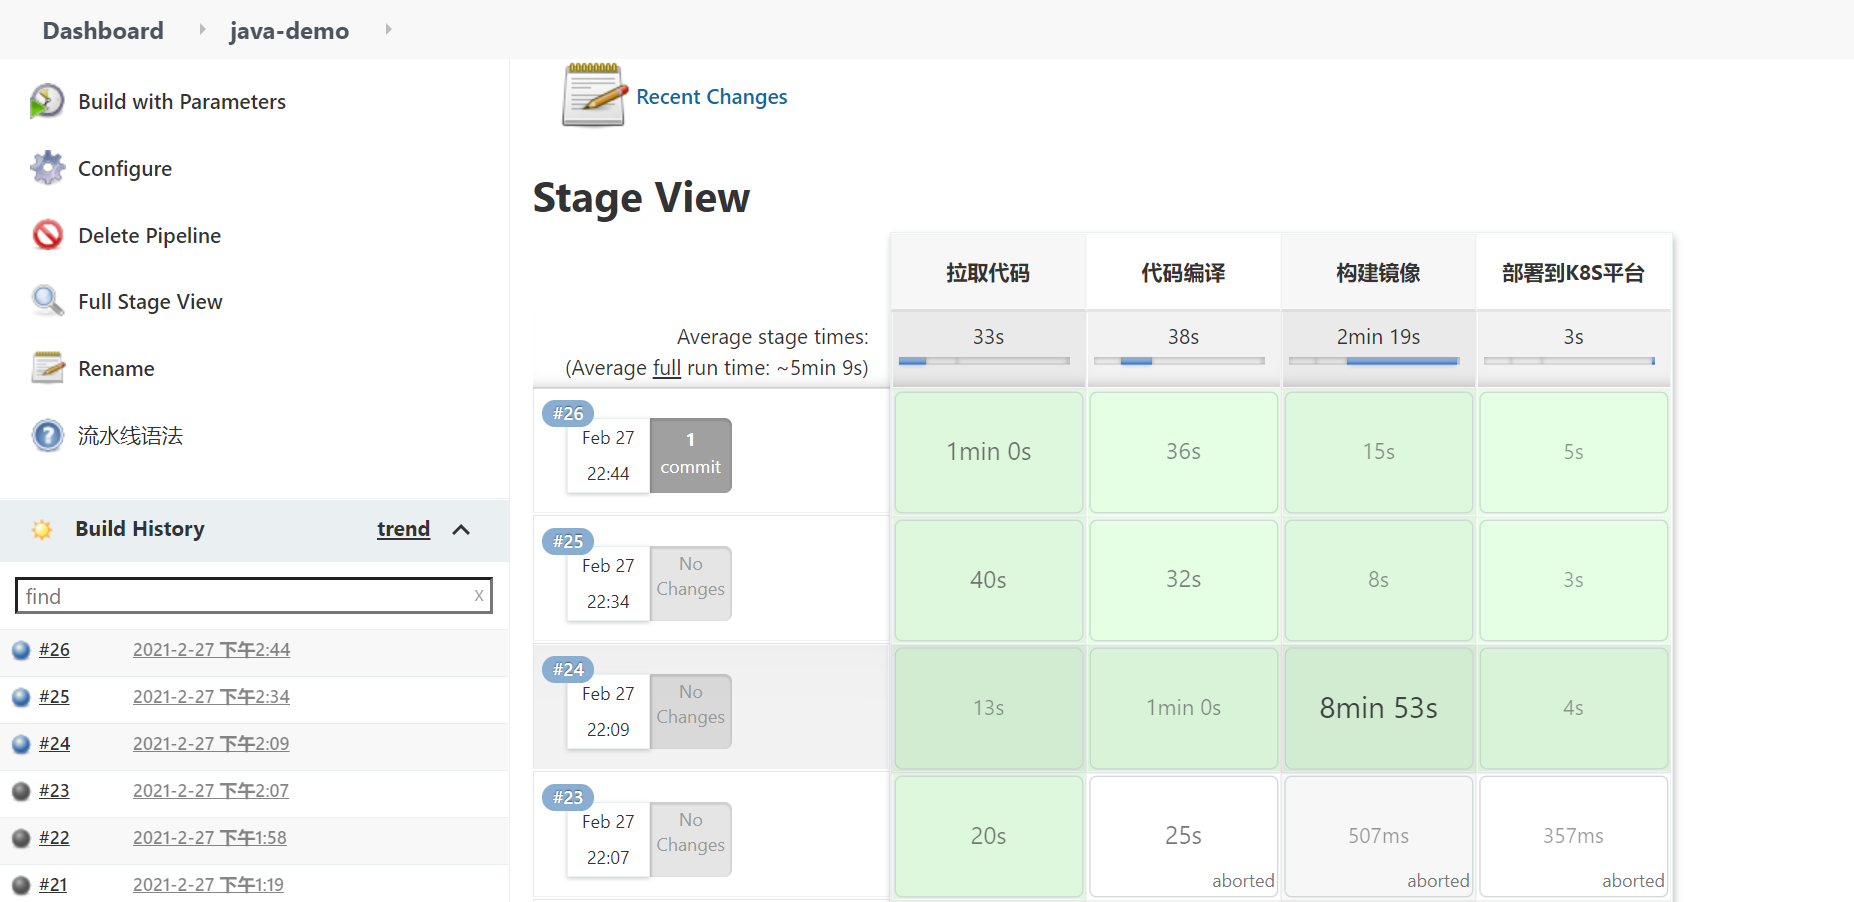 Dashboard
java-demo
Build with Parameters
Configure
Delete Pipeline
Full Stage View
Rename
流水线语法
Build History
trend
find
x
#26
2021-2-27 下午2:44
#25
2021-2-27 下午2:34
#24
2021-2-27 下午2:09
#23
2021-2-27 下午2:07
#22
2021-2-27 下午1:58
#21
2021-2-27 下午1:19
Recent Changes
Stage View
拉取代码
代码编译
构建镜像
部署到K8S平台
Average stage times:
(Average full run time: ~5min 9s)
33s
38s
2min 19s
3s
#26
Feb 27
22:44
1
commit
1min 0s
36s
15s
5s
#25
Feb 27
22:34
No
Changes
40s
32s
8s
3s
#24
Feb 27
22:09
No
Changes
13s
1min 0s
8min 53s
4s
#23
Feb 27
22:07
No
Changes
20s
25s
aborted
507ms
aborted
357ms
aborted